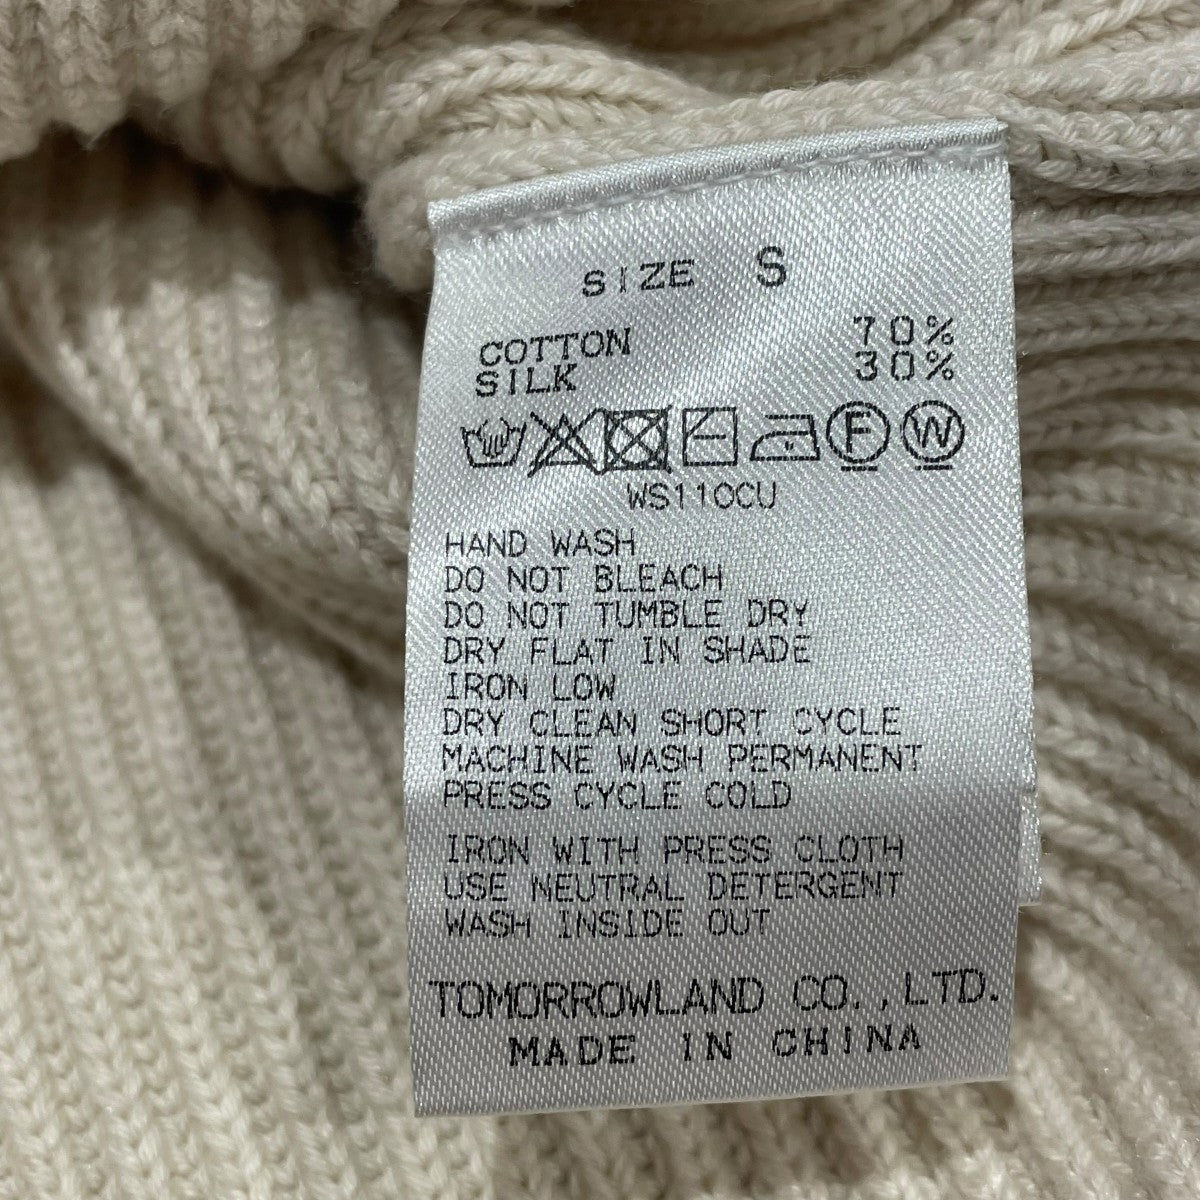 SIZE S
COTTON 70%
SILK 30%
F W
WS110CU
HAND WASH
DO NOT BLEACH
DO NOT TUMBLE DRY
DRY FLAT IN SHADE
IRON LOW
DRY CLEAN SHORT CYCLE
MACHINE WASH PERMANENT
PRESS CYCLE COLD
IRON WITH PRESS CLOTH
USE NEUTRAL DETERGENT
WASH INSIDE OUT
TOMORROWLAND CO.,LTD.
MADE IN CHINA